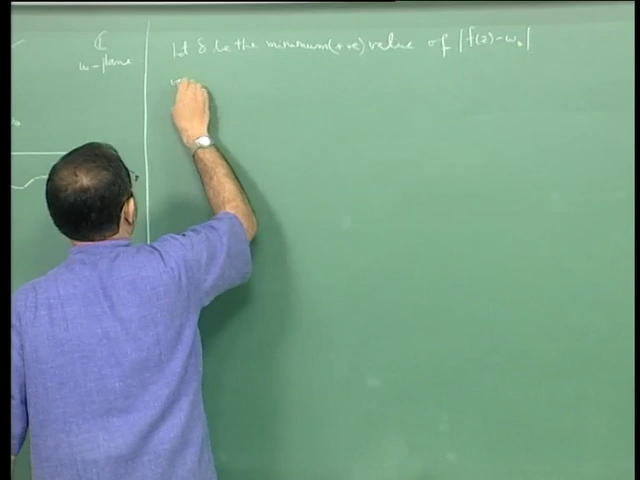 ℂ
w-plane
Let δ be the minimum(+ve) value of |f(z)-w₀|